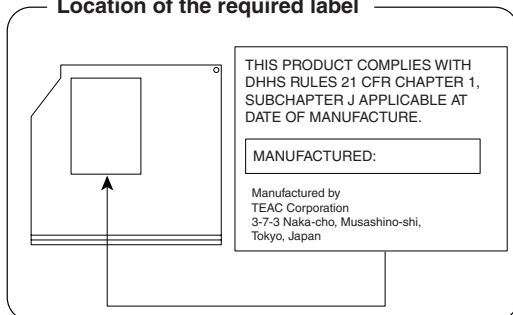 Location of the required label
THIS PRODUCT COMPLIES WITH
DHHS RULES 21 CFR CHAPTER 1,
SUBCHAPTER J APPLICABLE AT
DATE OF MANUFACTURE.
MANUFACTURED:
Manufactured by
TEAC Corporation
3-7-3 Naka-cho, Musashino-shi,
Tokyo, Japan